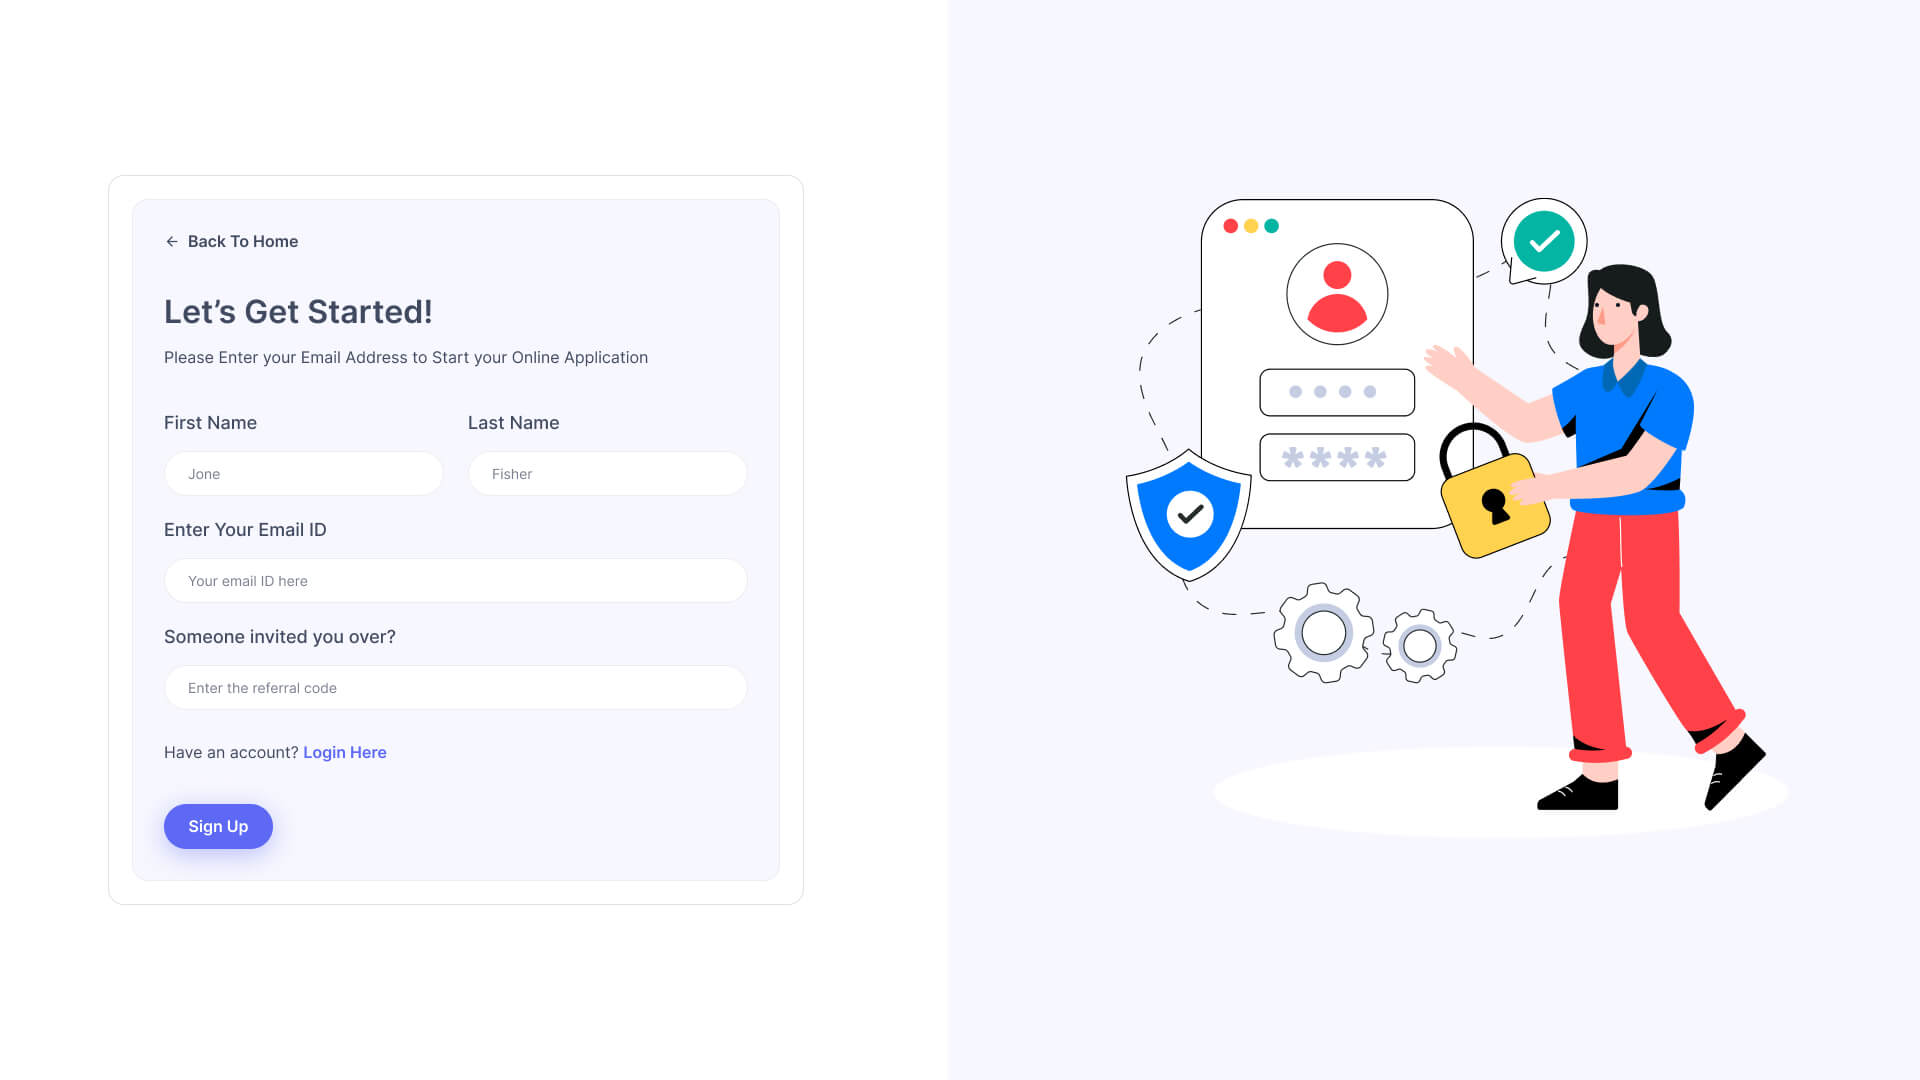 Back To Home
Let’s Get Started!
Please Enter your Email Address to Start your Online Application
First Name
Last Name
Jone
Fisher
Enter Your Email ID
Your email ID here
Someone invited you over?
Enter the referral code
Have an account? Login Here
Sign Up